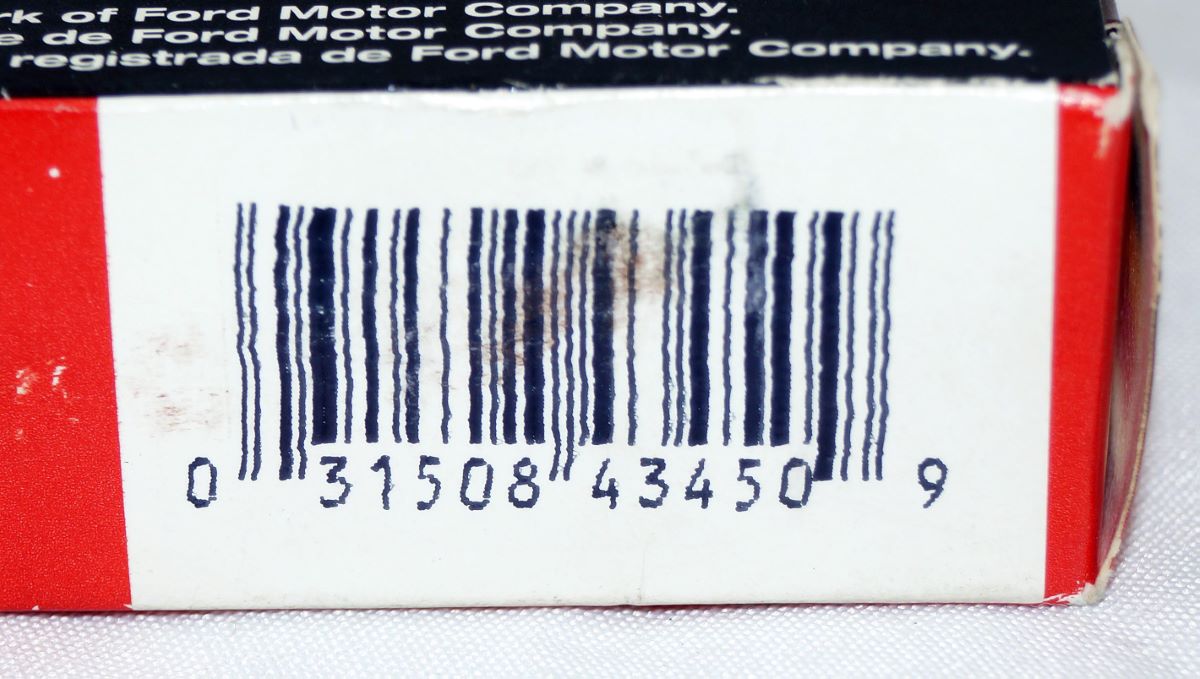 of Ford Motor Company.
de Ford Motor Company.
registrada de Ford Motor Company.
0 31508 43450 9